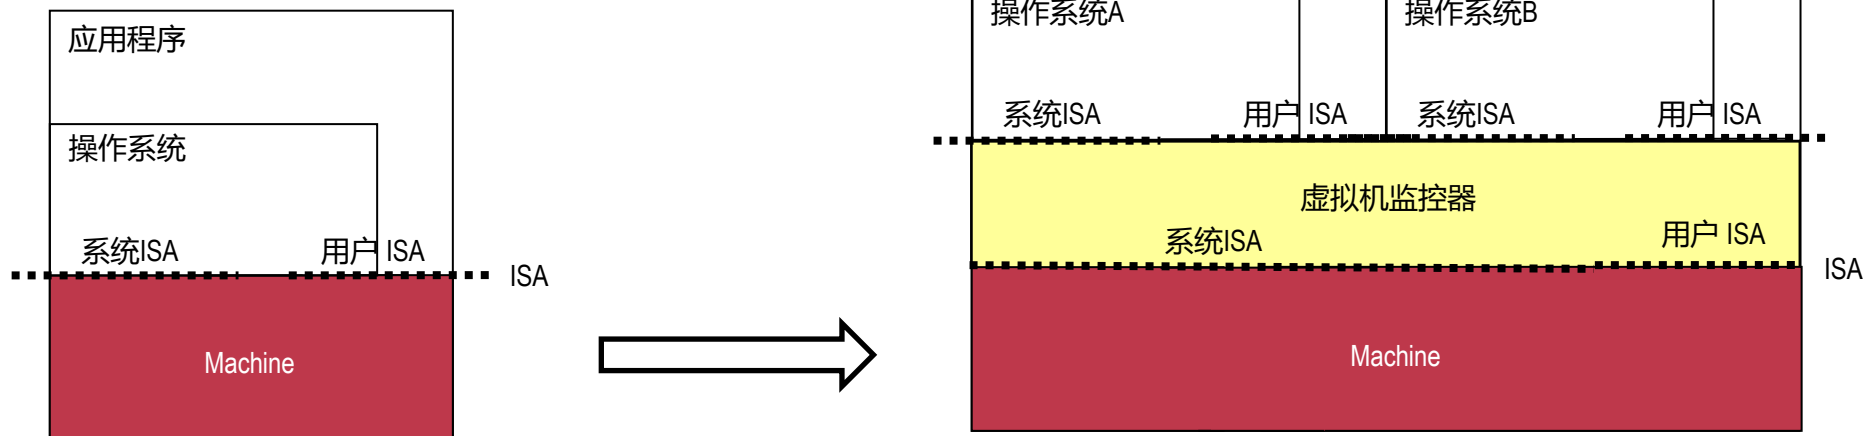 应用程序
操作系统
系统ISA
用户 ISA
ISA
Machine
操作系统A
操作系统B
系统ISA
用户 ISA
系统ISA
用户 ISA
虚拟机监控器
系统ISA
用户 ISA
ISA
Machine